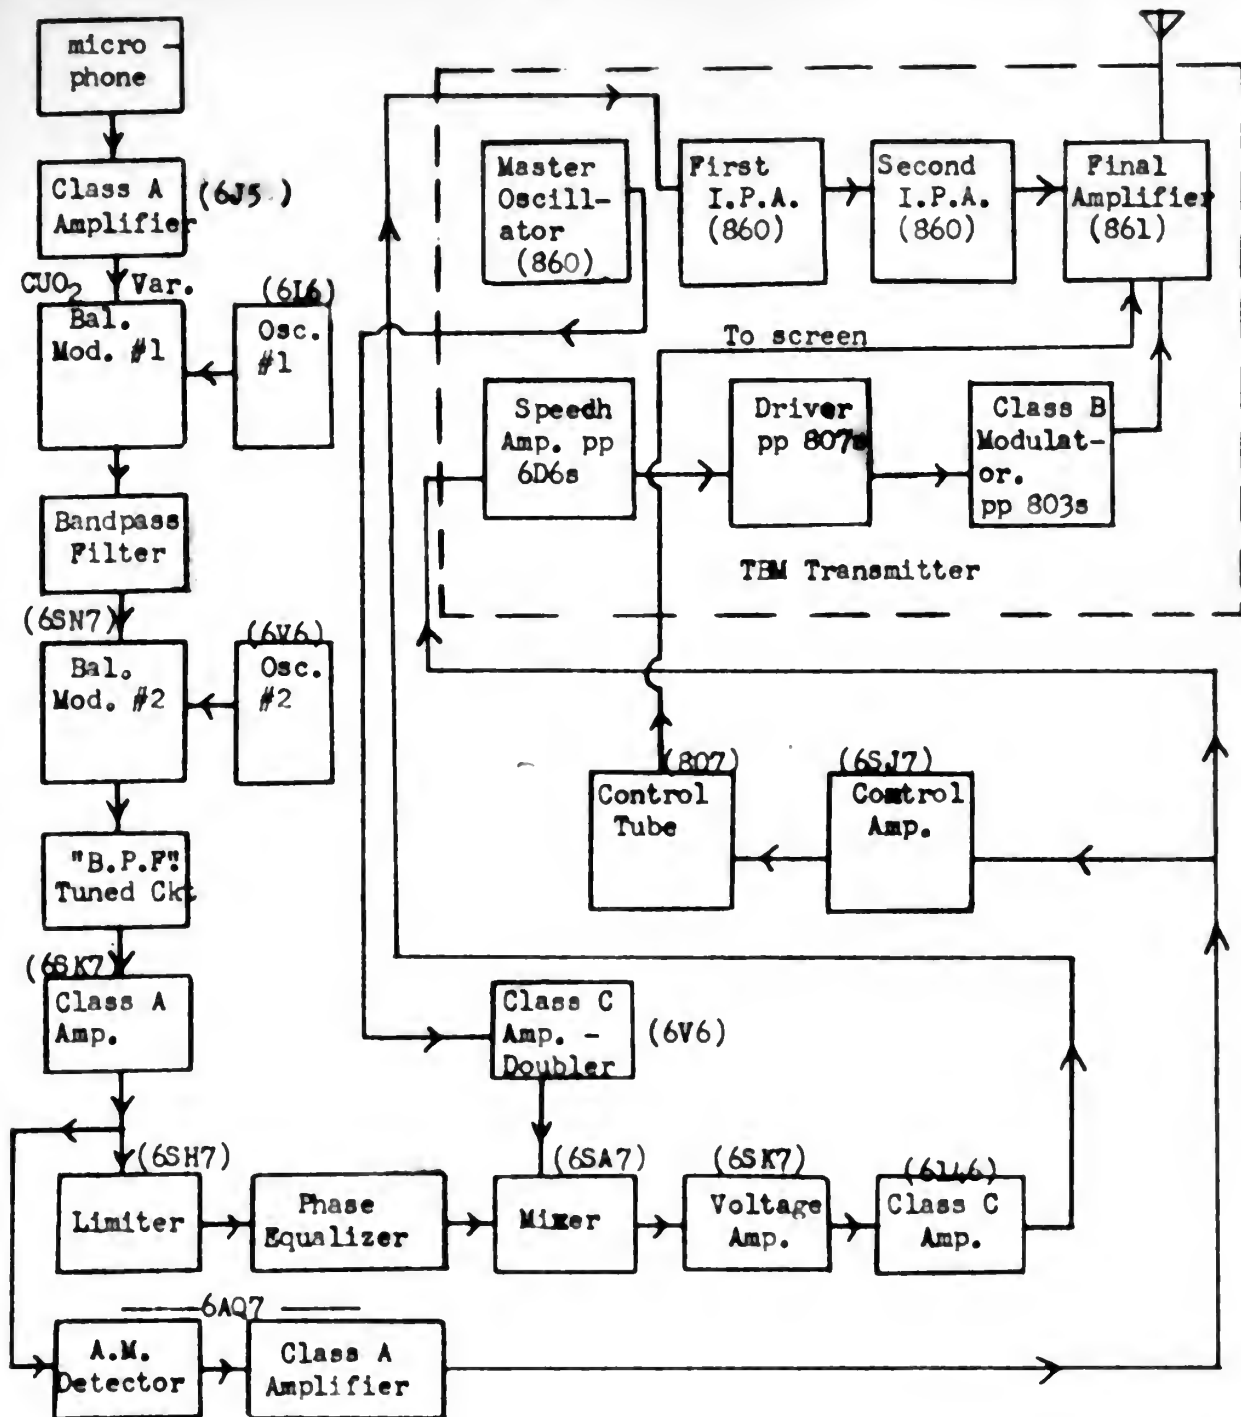 micro -
phone
Class A
Amplifier
(6J5 )
CUO2 Var.
Bal.
Mod. #1
(6L6)
Osc.
#1
Bandpass
Filter
(6SN7)
Bal.
Mod. #2
(6V6)
Osc.
#2
"B.P.F".
Tuned Ckt
(6SK7)
Class A
Amp.
Master
Oscill-
ator
(860)
First
I.P.A.
(860)
Second
I.P.A.
(860)
Final
Amplifier
(861)
To screen
Speedh
Amp. pp
6D6s
Driver
pp 807s
Class B
Modulat-
or.
pp 803s
TBM Transmitter
(807)
Control
Tube
(6SJ7)
Comtrol
Amp.
Class C
Amp. -
Doubler
(6V6)
(6SH7)
Limiter
Phase
Equalizer
(6SA7)
Mixer
(6SK7)
Voltage
Amp.
Class C
Amp.
6AQ7
A.M.
Detector
Class A
Amplifier